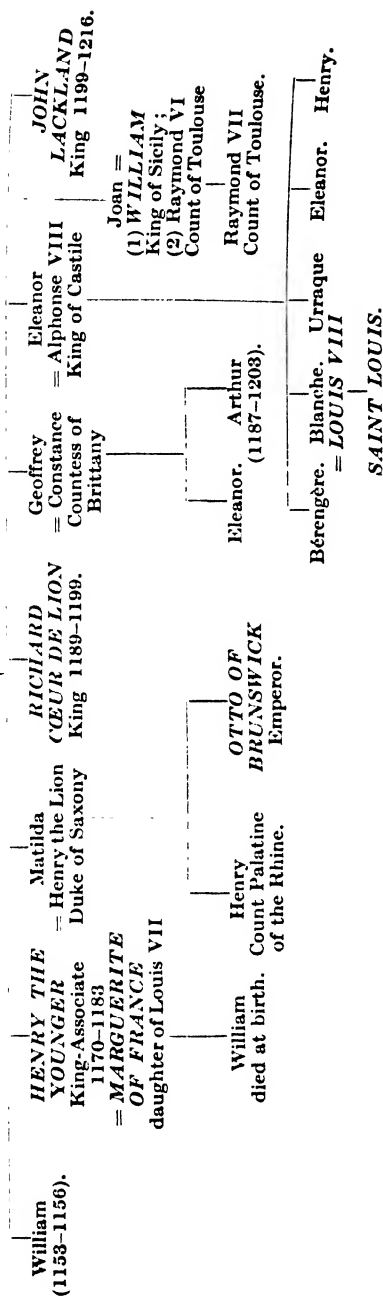 William
(1153–1156).
HENRY THE
YOUNGER
King-Associate
1170–1183
= MARGUERITE
OF FRANCE
daughter of Louis VII
William
died at birth.
Matilda
= Henry the Lion
Duke of Saxony
Henry
Count Palatine
of the Rhine.
OTTO OF
BRUNSWICK
Emperor.
RICHARD
CŒUR DE LION
King 1189–1199.
Geoffrey
= Constance
Countess of
Brittany
Eleanor.
Arthur
(1187–1203).
Eleanor
= Alphonse VIII
King of Castile
Bérengère.
Blanche.
= LOUIS VIII
SAINT LOUIS.
Urraque
Eleanor.
Henry.
Joan =
(1) WILLIAM
King of Sicily;
(2) Raymond VI
Count of Toulouse
Raymond VII
Count of Toulouse.
JOHN
LACKLAND
King 1199–1216.